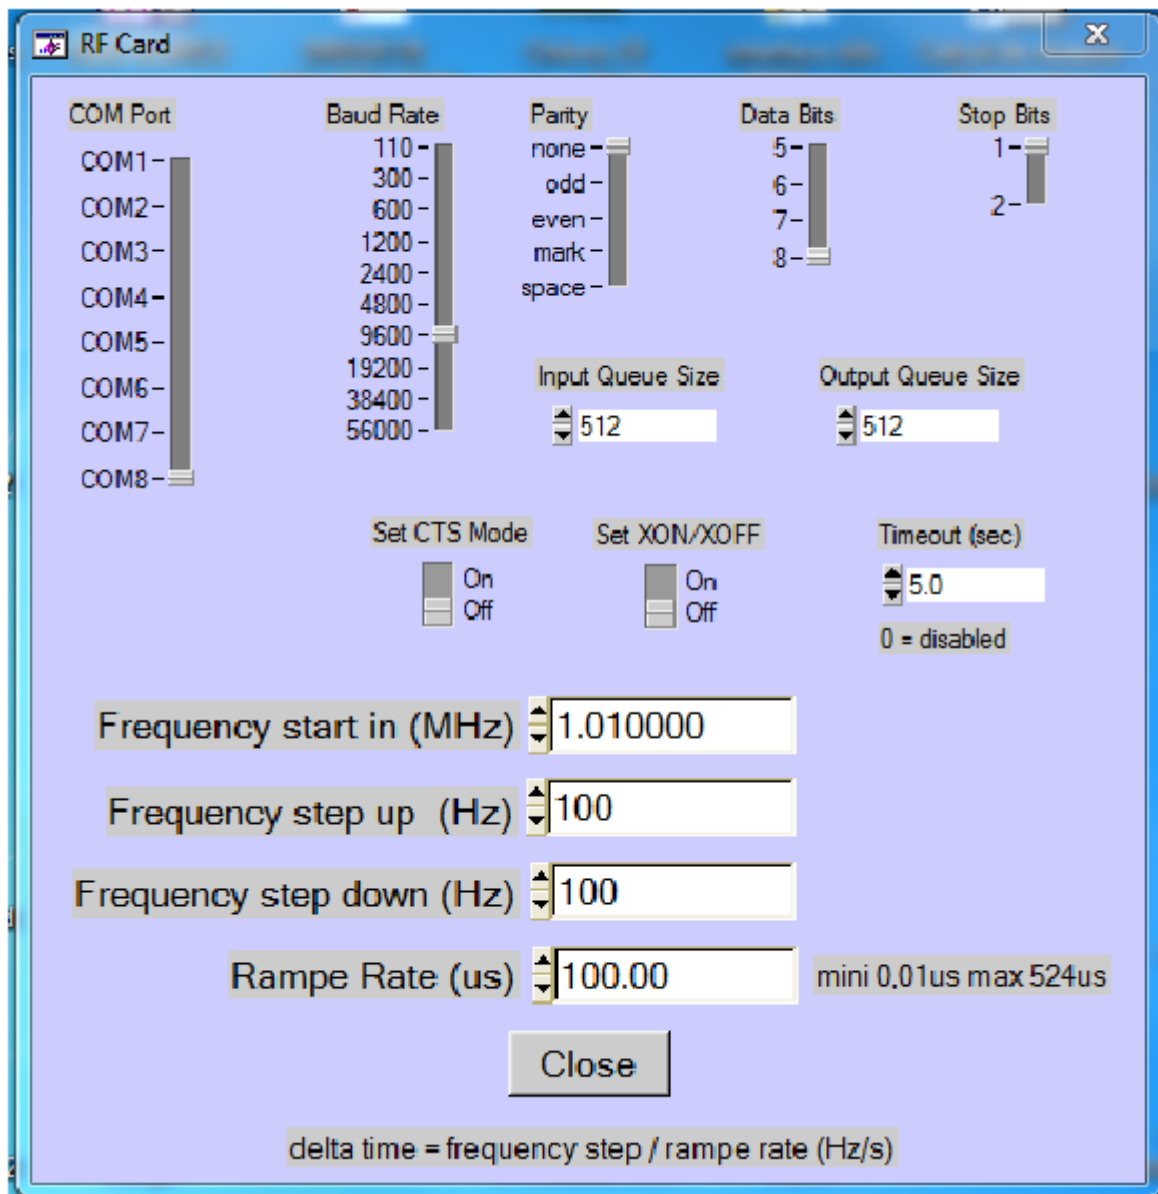 RF Card
COM Port
COM1
COM2
COM3
COM4
COM5
COM6
COM7
COM8
Baud Rate
110
300
600
1200
2400
4800
9600
19200
38400
56000
Parity
none
odd
even
mark
space
Data Bits
5
6
7
8
Stop Bits
1
2
Input Queue Size
512
Output Queue Size
512
Set CTS Mode
On
Off
Set XON/XOFF
On
Off
Timeout (sec)
5.0
0 = disabled
Frequency start in (MHz) 1.010000
Frequency step up (Hz) 100
Frequency step down (Hz) 100
Rampe Rate (us) 100.00 mini 0.01us max 524us
Close
delta time = frequency step / rampe rate (Hz/s)